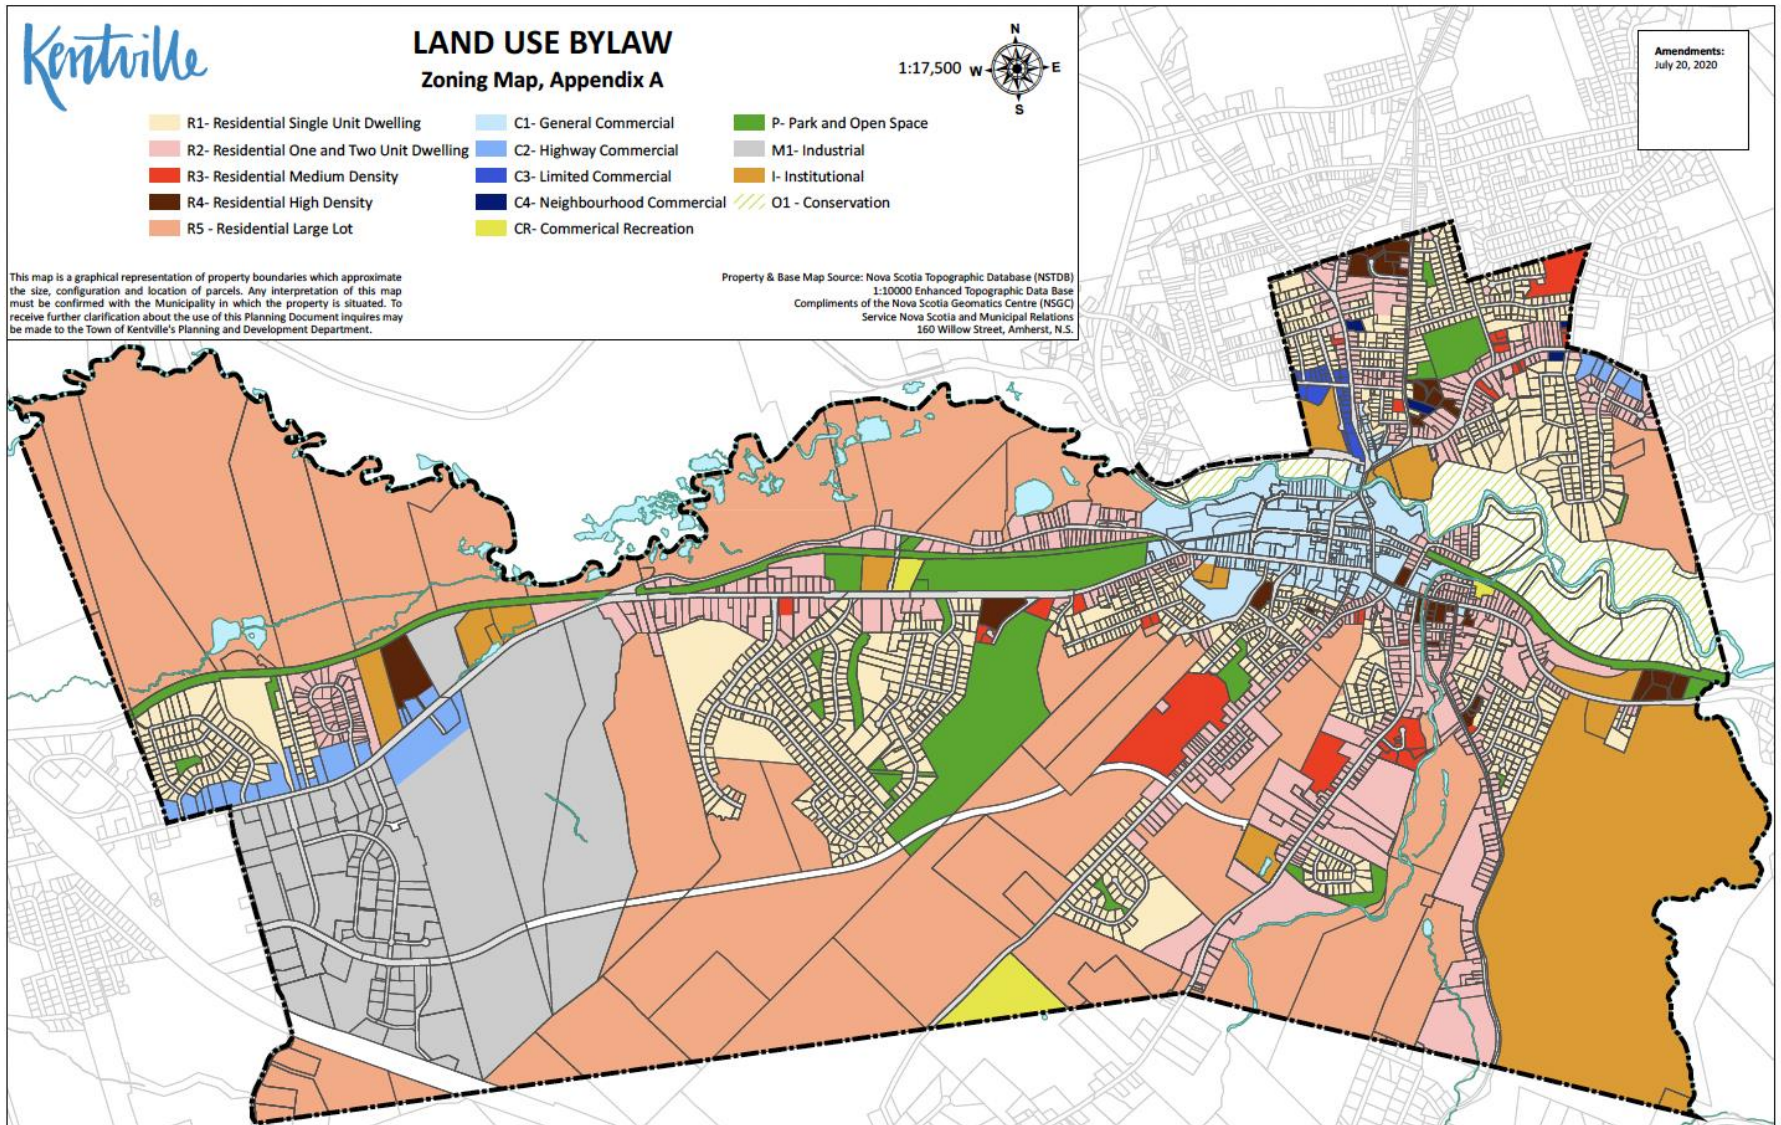 Kentville
LAND USE BYLAW
Zoning Map, Appendix A
1:17,500
N
W
E
S
Amendments:
July 20, 2020
R1- Residential Single Unit Dwelling
R2- Residential One and Two Unit Dwelling
R3- Residential Medium Density
R4- Residential High Density
R5 - Residential Large Lot
C1- General Commercial
C2- Highway Commercial
C3- Limited Commercial
C4- Neighbourhood Commercial
CR- Commerical Recreation
P- Park and Open Space
M1- Industrial
I- Institutional
O1 - Conservation
This map is a graphical representation of property boundaries which approximate
the size, configuration and location of parcels. Any interpretation of this map
must be confirmed with the Municipality in which the property is situated. To
receive further clarification about the use of this Planning Document inquires may
be made to the Town of Kentville's Planning and Development Department.
Property & Base Map Source: Nova Scotia Topographic Database (NSTDB)
1:10000 Enhanced Topographic Data Base
Compliments of the Nova Scotia Geomatics Centre (NSGC)
Service Nova Scotia and Municipal Relations
160 Willow Street, Amherst, N.S.